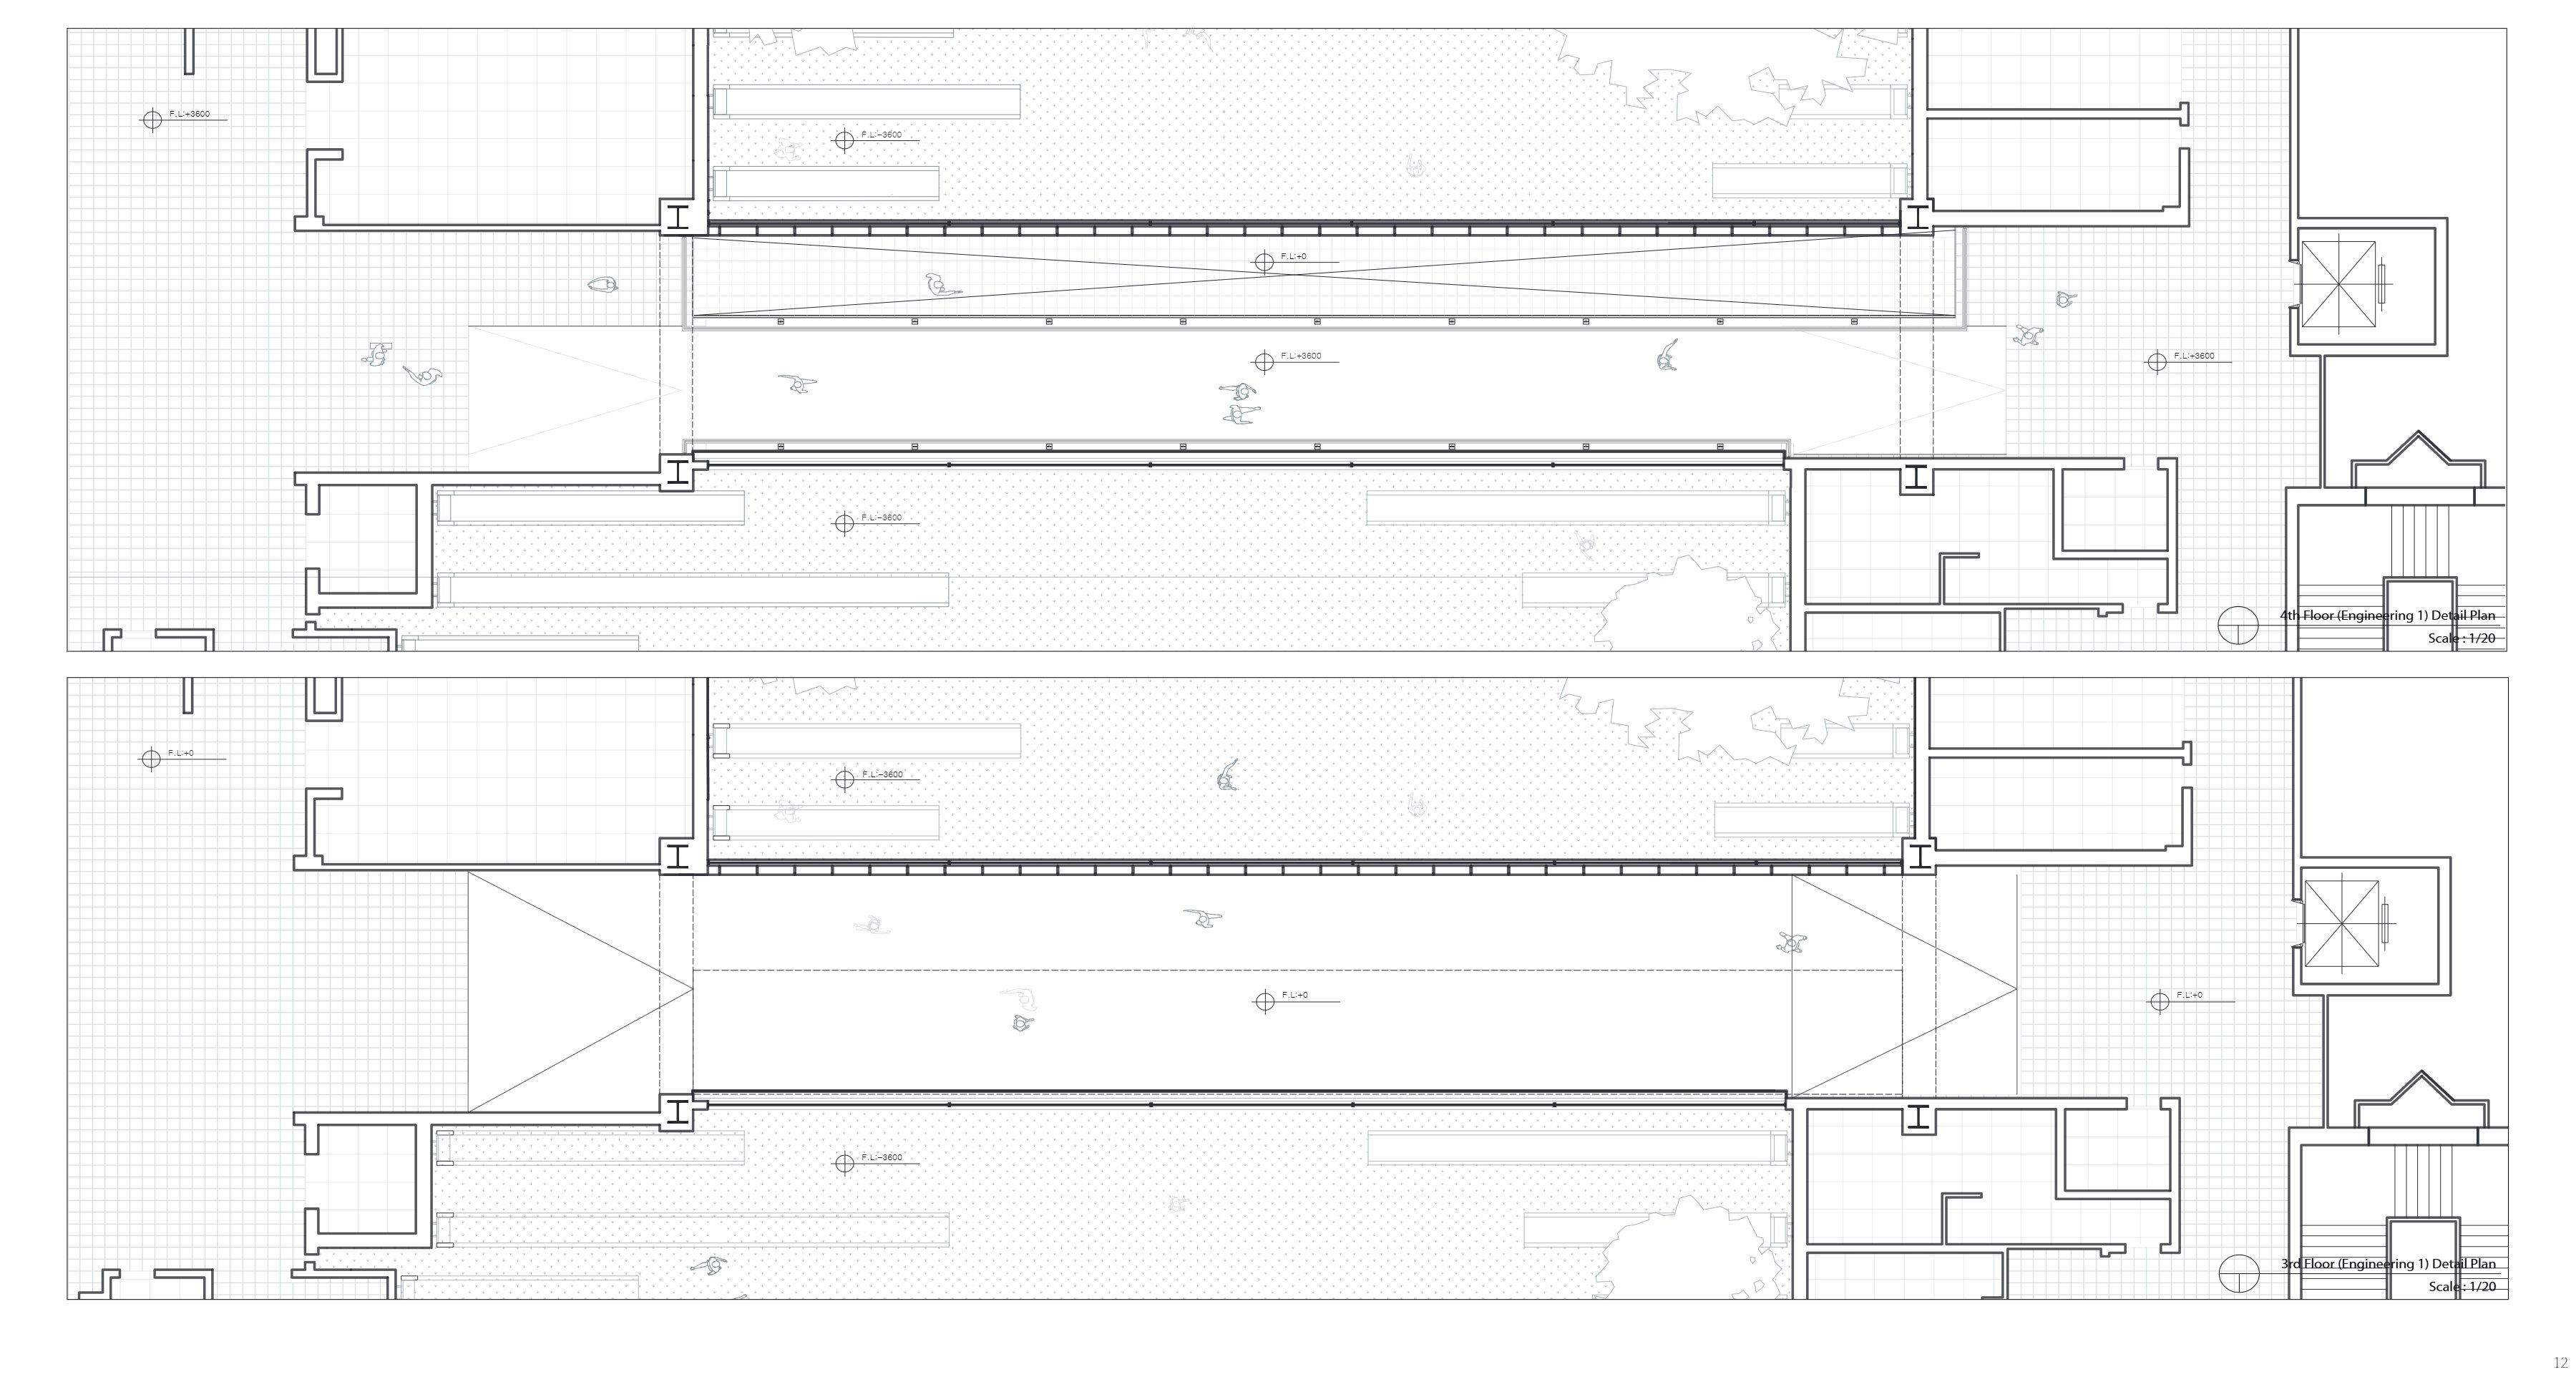 F.L:+3600
F.L:-3600
F.L:+0
F.L:+3600
F.L:+3600
F.L:-3600
4th Floor (Engineering 1) Detail Plan
Scale : 1/20
F.L:+0
F.L:-3600
F.L:+0
F.L:+0
F.L:-3600
3rd Floor (Engineering 1) Detail Plan
Scale : 1/20
12